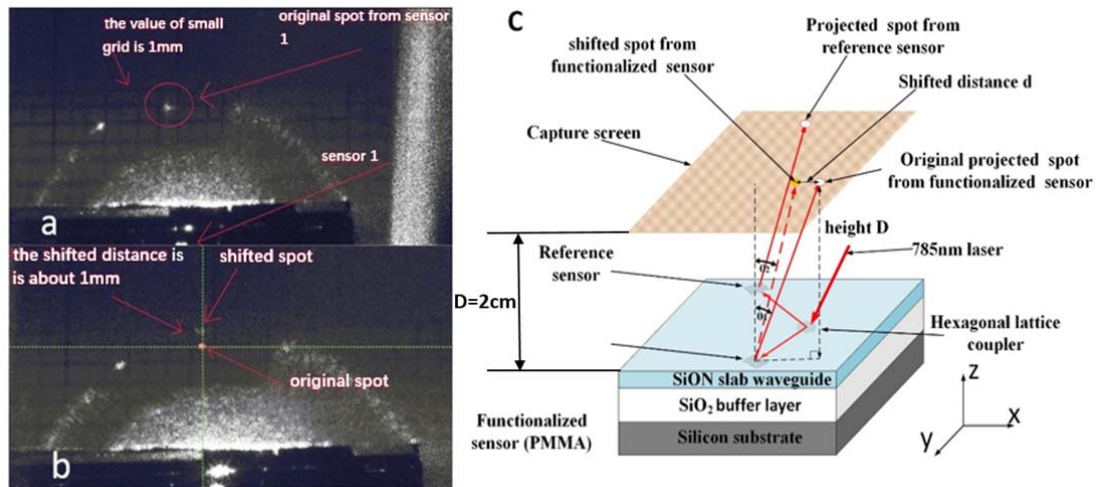 the value of small
grid is 1mm
original spot from sensor
1
sensor 1
a
the shifted distance is
is about 1mm
shifted spot
original spot
b
C
shifted spot from
functionalized sensor
Projected spot from
reference sensor
Shifted distance d
Capture screen
Original projected spot
from functionalized sensor
height D
785nm laser
Reference
sensor
D=2cm
θ2
θ1
Hexagonal lattice
coupler
SiON slab waveguide
SiO₂ buffer layer
Silicon substrate
Functionalized
sensor (PMMA)
z
x
y